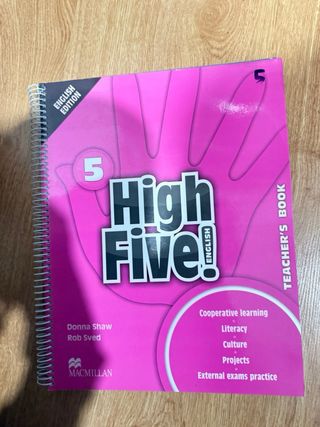 ENGLISH
EDITION
5
5
High
Five!
ENGLISH
TEACHER'S BOOK
Donna Shaw
Rob Sved
MACMILLAN
Cooperative learning
Literacy
Culture
Projects
External exams practice